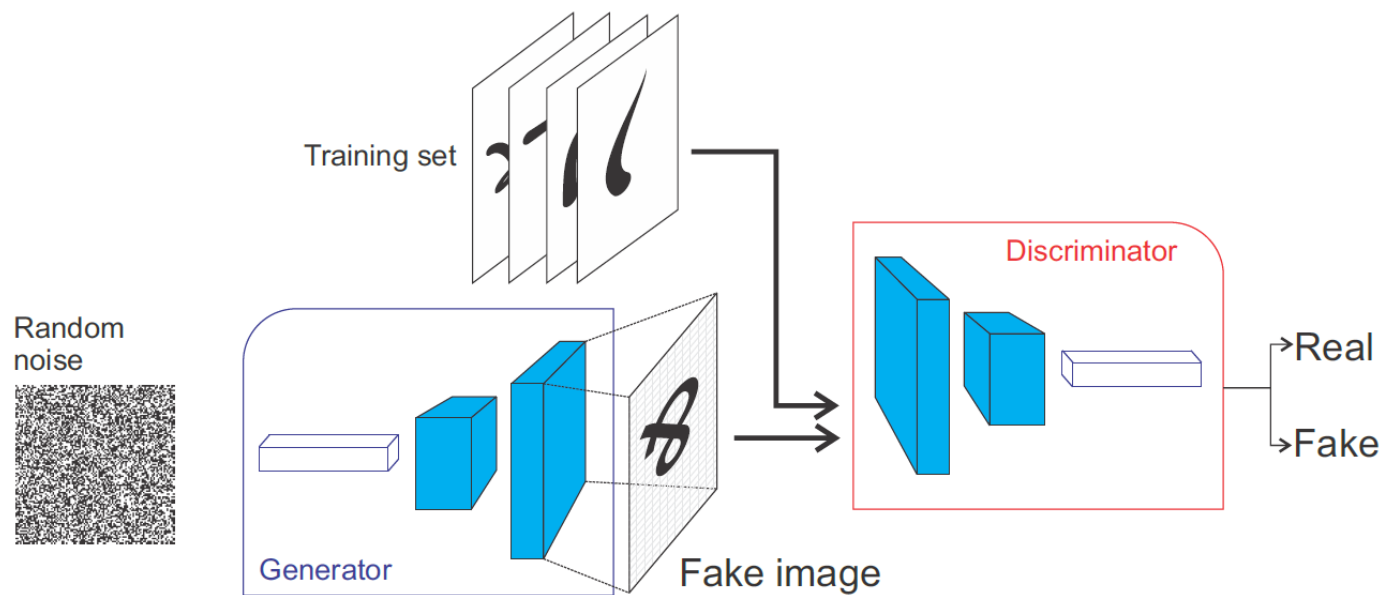 Training set
Discriminator
Random
noise
Real
Fake
Generator
Fake image